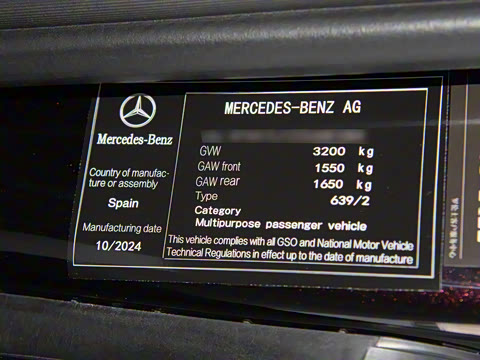 Mercedes-Benz
Country of manufac-
ture or assembly
Spain
Manufacturing date
10/2024
MERCEDES-BENZ AG
GVW 3200 kg
GAW front 1550 kg
GAW rear 1650 kg
Type 639/2
Category
Multipurpose passenger vehicle
This vehicle complies with all GSO and National Motor Vehicle
Technical Regulations in effect up to the date of manufacture